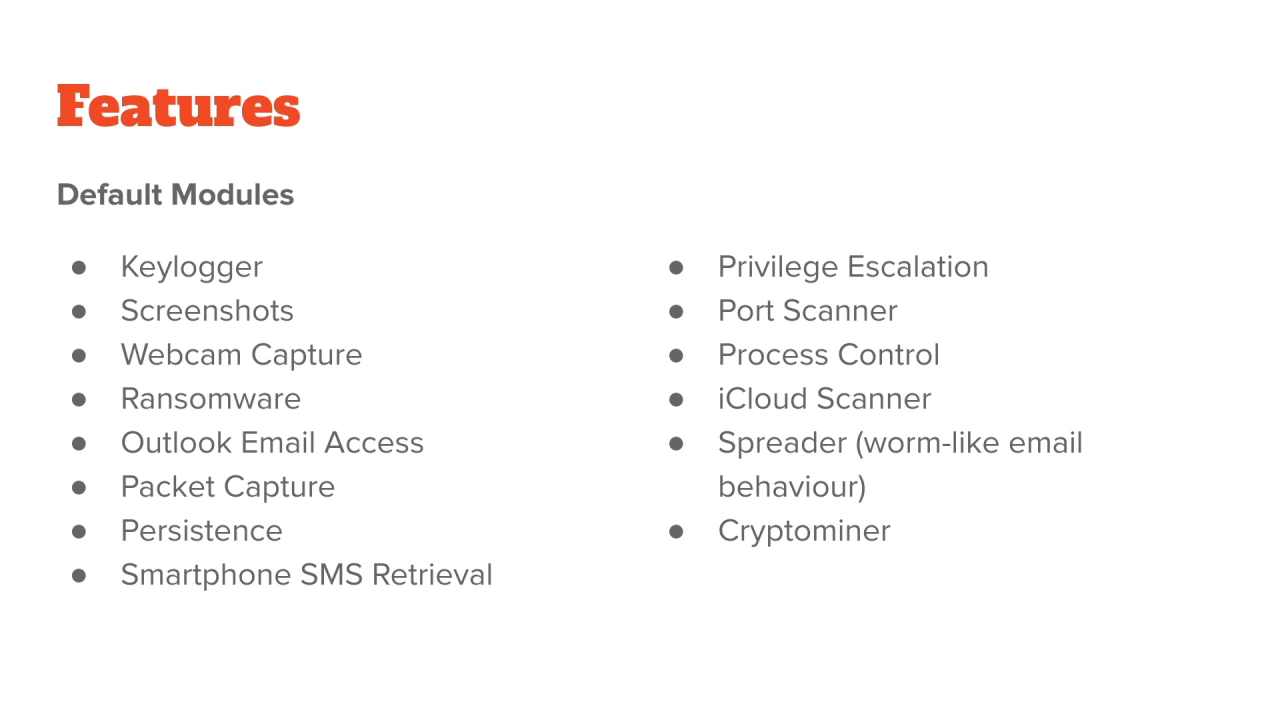 Features
Default Modules
● Keylogger
● Screenshots
● Webcam Capture
● Ransomware
● Outlook Email Access
● Packet Capture
● Persistence
● Smartphone SMS Retrieval
● Privilege Escalation
● Port Scanner
● Process Control
● iCloud Scanner
● Spreader (worm-like email
behaviour)
● Cryptominer